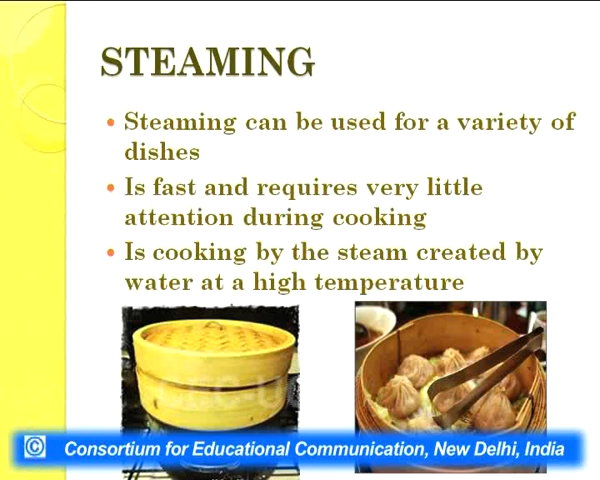 STEAMING
• Steaming can be used for a variety of
dishes
• Is fast and requires very little
attention during cooking
• Is cooking by the steam created by
water at a high temperature
© Consortium for Educational Communication, New Delhi, India